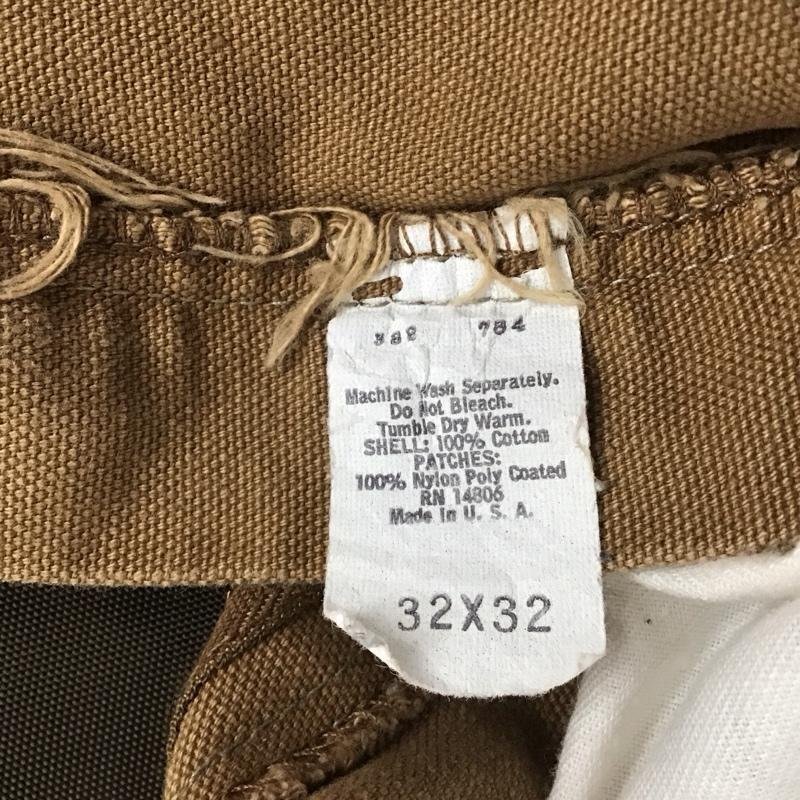 784
Machine Wash Separately.
Do Not Bleach.
Tumble Dry Warm.
SHELL: 100% Cotton
PATCHES:
100% Nylon Poly Coated
RN 14806
Made in U. S. A.
32X32